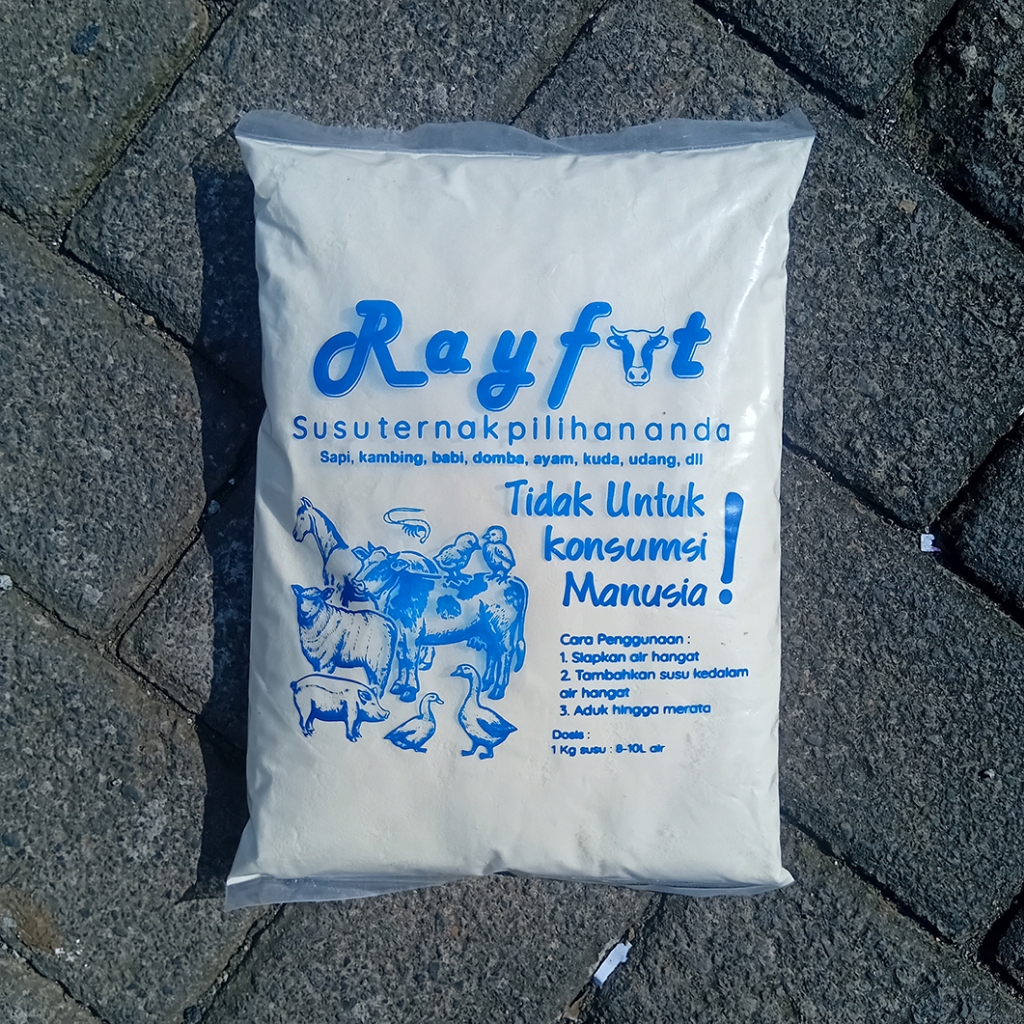 Rayfot
Susuternakpilihananda
Sapi, kambing, babi, domba, ayam, kuda, udang, dll
Tidak Untuk
konsumsi
Manusia !
Cara Penggunaan :
1. Siapkan air hangat
2. Tambahkan susu kedalam
air hangat
3. Aduk hingga merata
Dosis :
1 Kg susu : 8-10L air